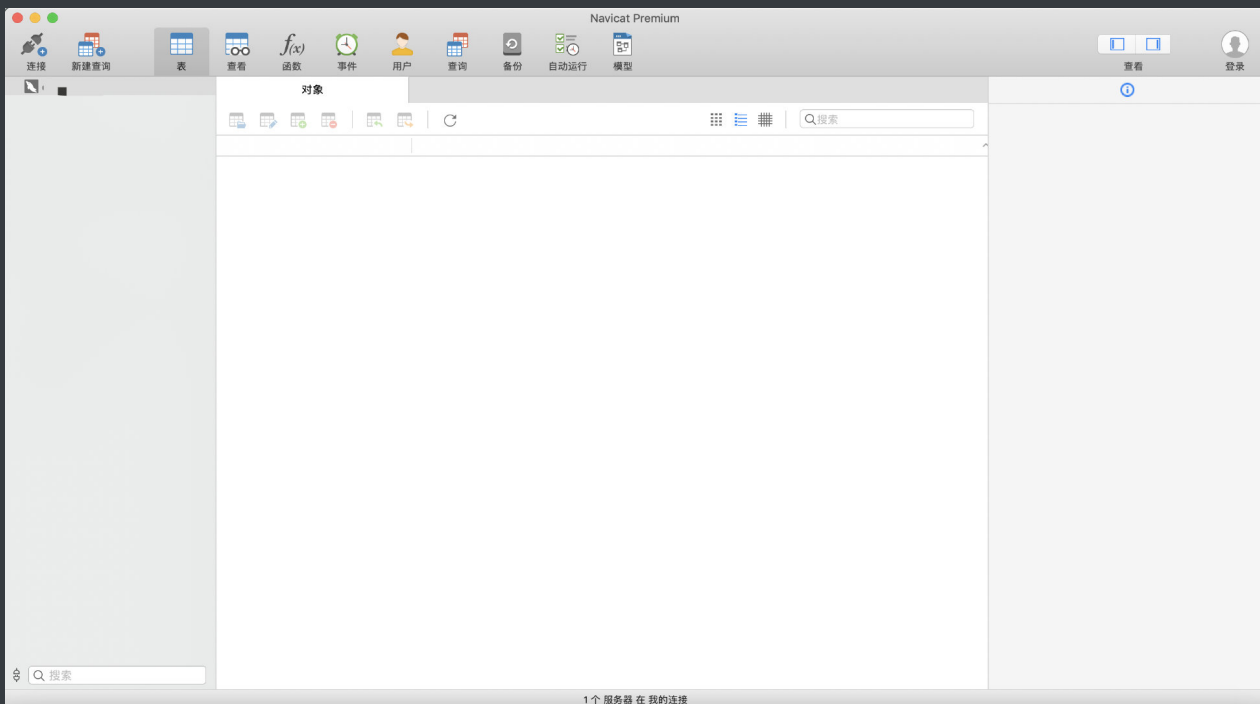 Navicat Premium
连接 新建查询 表 查看 函数 事件 用户 查询 备份 自动运行 模型 查看 登录
对象
搜索
搜索
1 个 服务器 在 我的连接